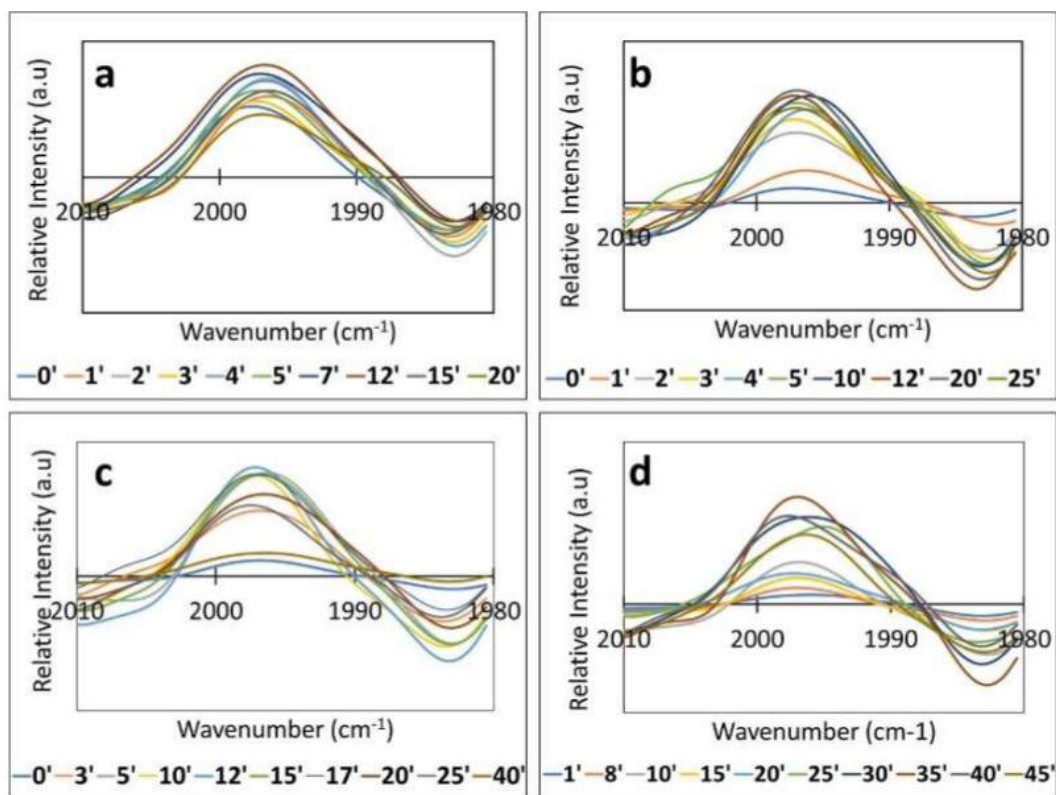 a
Relative Intensity (a.u)
2010 2000 1990 1980
Wavenumber (cm-1)
0' 1' 2' 3' 4' 5' 7' 12' 15' 20'
b
Relative Intensity (a.u)
2010 2000 1990 1980
Wavenumber (cm-1)
0' 1' 2' 3' 4' 5' 10' 12' 20' 25'
c
Relative Intensity (a.u)
2010 2000 1990 1980
Wavenumber (cm-1)
0' 3' 5' 10' 12' 15' 17' 20' 25' 40'
d
Relative Intensity (a.u)
2010 2000 1990 1980
Wavenumber (cm-1)
1' 8' 10' 15' 20' 25' 30' 35' 40' 45'